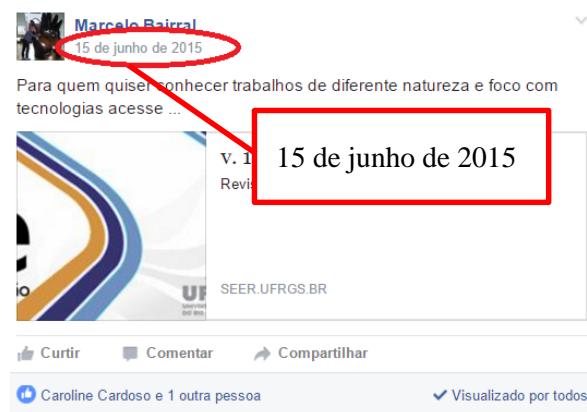 Marcelo Bairral
15 de junho de 2015
Para quem quiser conhecer trabalhos de diferente natureza e foco com
tecnologias acesse ...
15 de junho de 2015
v. 1
Revis
SEER.UFRGS.BR
UF
Curtir Comentar Compartilhar
Caroline Cardoso e 1 outra pessoa Visualizado por todos